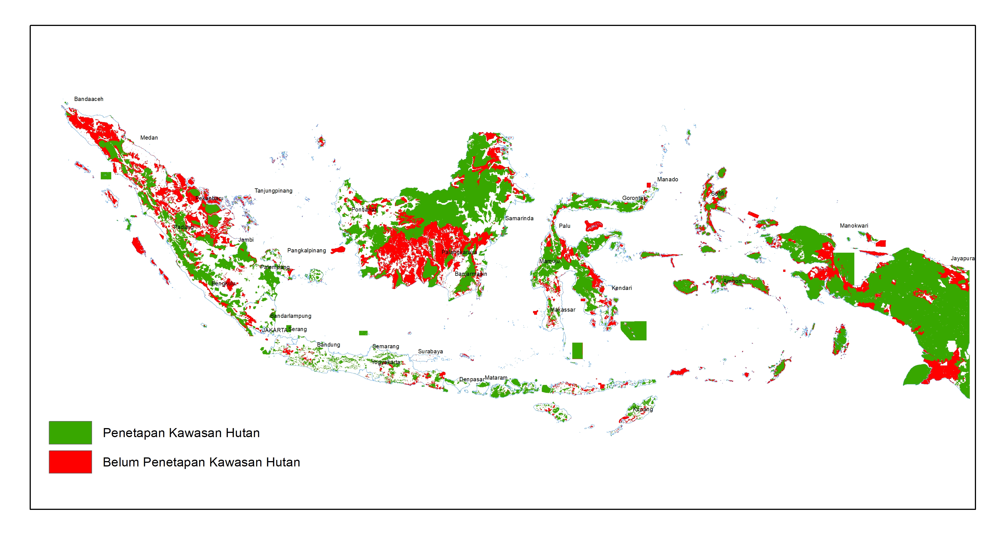 Bandaaceh
Medan
Manado
Tanjungpinang
Sofifi
Pekanbaru
Gorontalo
Pontianak
Samarinda
Palu
Manokwari
Padang
Jambi
Pangkalpinang
Palangkaraya
Jayapura
Mamuju
Palembang
Banjarmasin
Ambon
Bengkulu
Kendari
Makassar
Bandarlampung
JAKARTA
Serang
Bandung
Semarang
Surabaya
Yogyakarta
Denpasar
Mataram
Kupang
Penetapan Kawasan Hutan
Belum Penetapan Kawasan Hutan